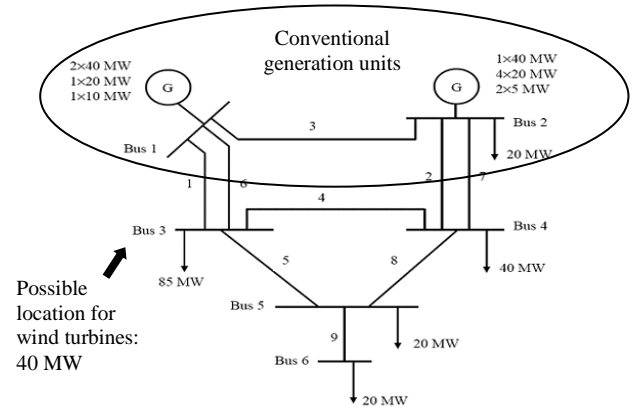 Conventional
generation units
2×40 MW
1×20 MW
1×10 MW
G
1×40 MW
4×20 MW
2×5 MW
G
3
Bus 1
Bus 2
20 MW
1
6
2
7
4
Bus 3
Bus 4
85 MW
5
8
40 MW
Possible
location for
wind turbines:
40 MW
Bus 5
9
20 MW
Bus 6
20 MW